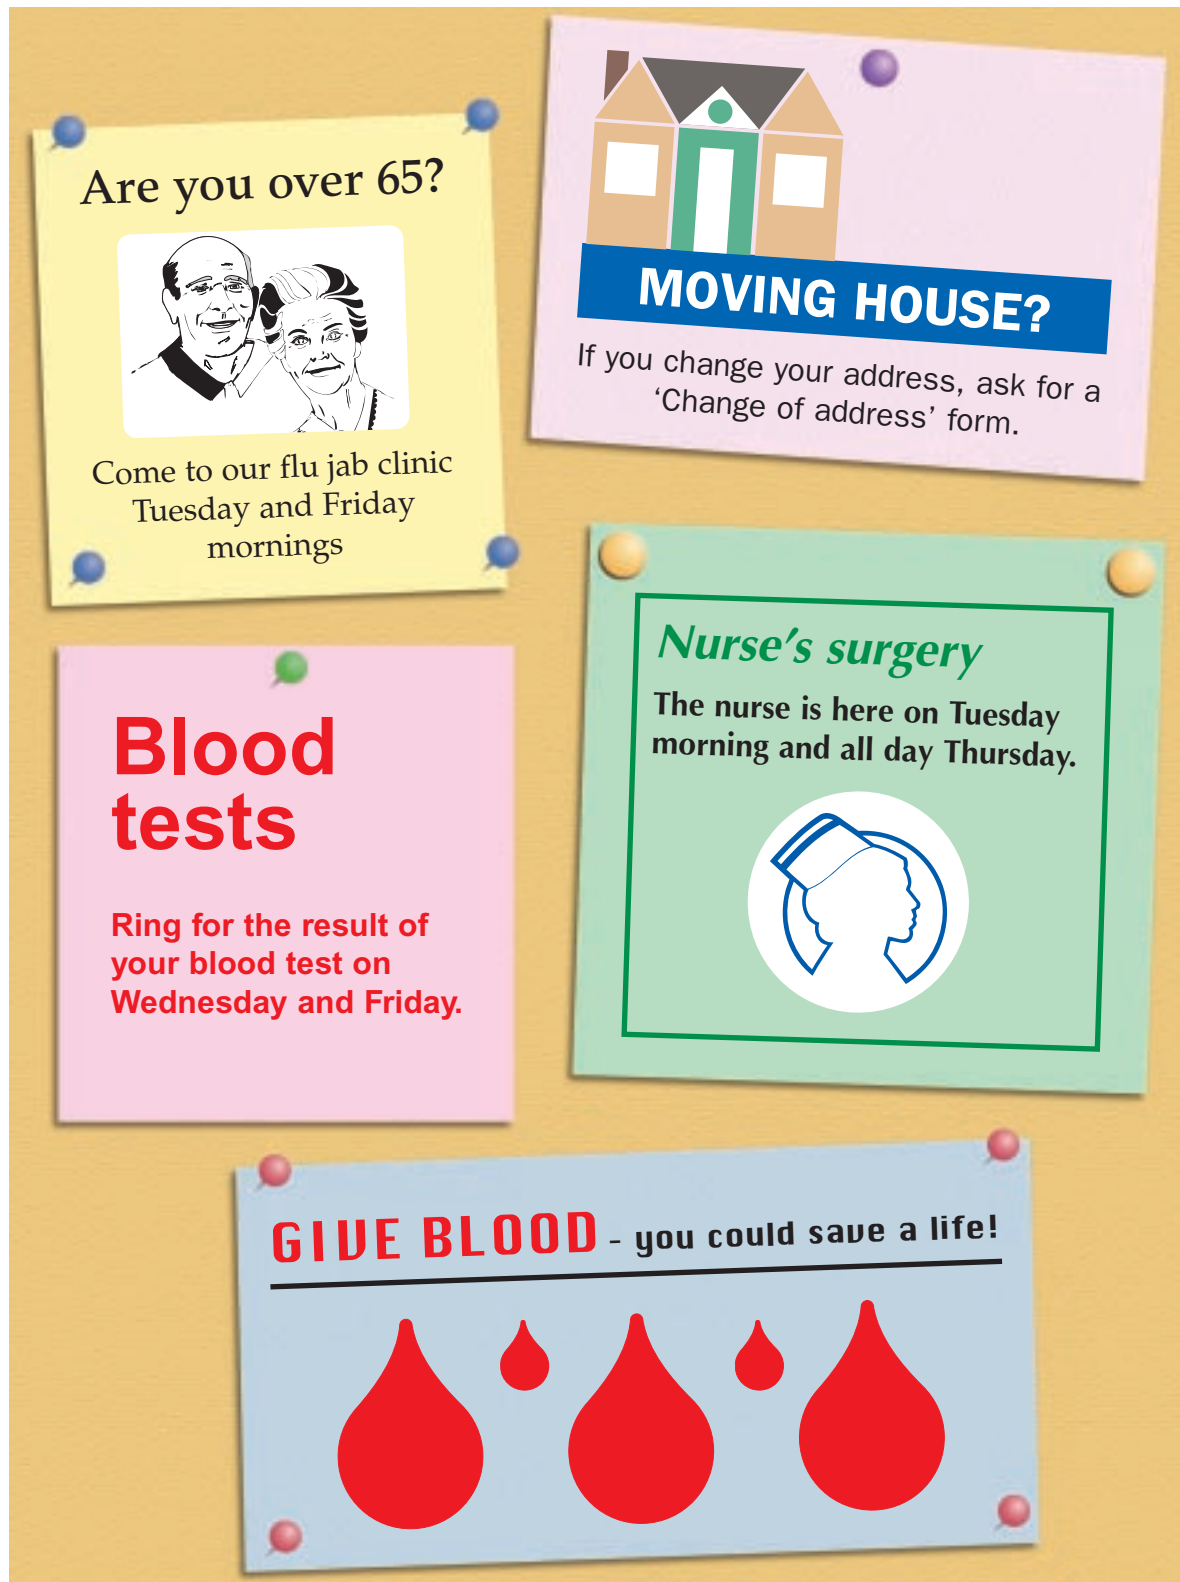 Are you over 65?
Come to our flu jab clinic
Tuesday and Friday
mornings
MOVING HOUSE?
If you change your address, ask for a
‘Change of address’ form.
Blood
tests
Ring for the result of
your blood test on
Wednesday and Friday.
Nurse’s surgery
The nurse is here on Tuesday
morning and all day Thursday.
GIVE BLOOD - you could save a life!